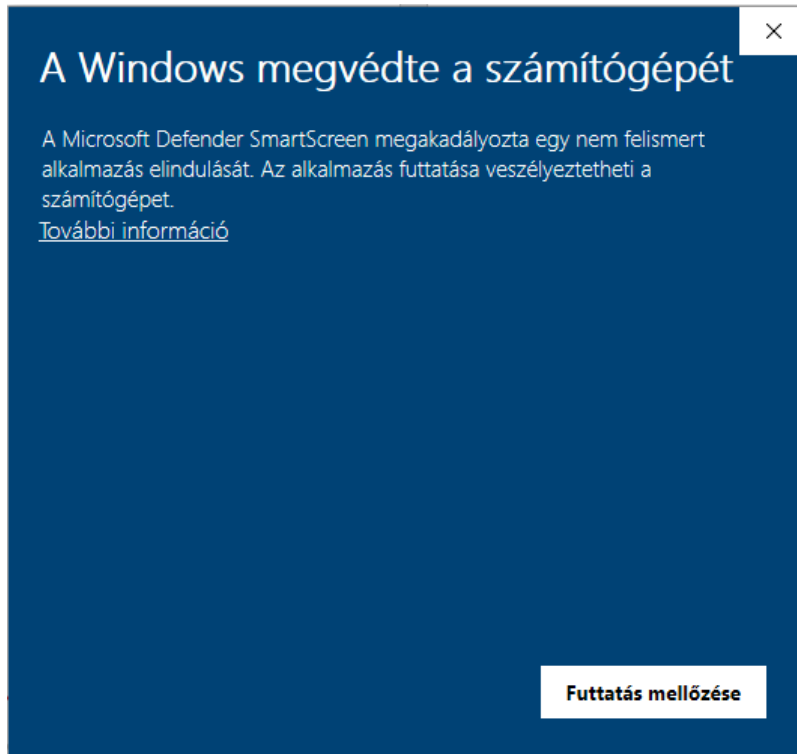 A Windows megvédte a számítógépét
A Microsoft Defender SmartScreen megakadályozta egy nem felismert
alkalmazás elindulását. Az alkalmazás futtatása veszélyeztetheti a
számítógépet.
További információ
Futtatás mellőzése